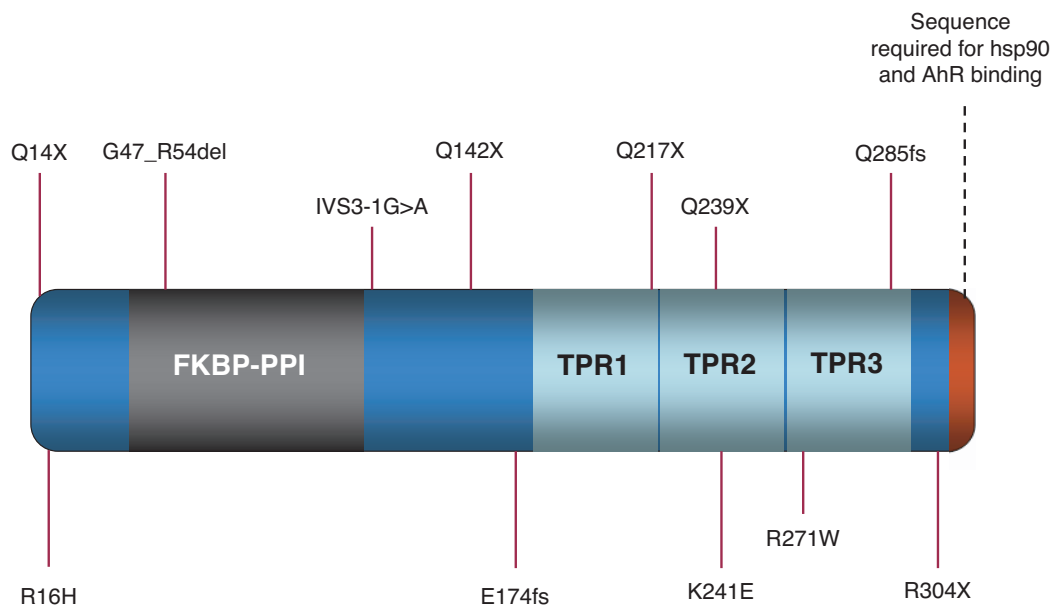 Sequence
required for hsp90
and AhR binding
Q14X
G47_R54del
Q142X
Q217X
Q285fs
IVS3-1G>A
Q239X
FKBP-PPI
TPR1
TPR2
TPR3
R271W
R16H
E174fs
K241E
R304X